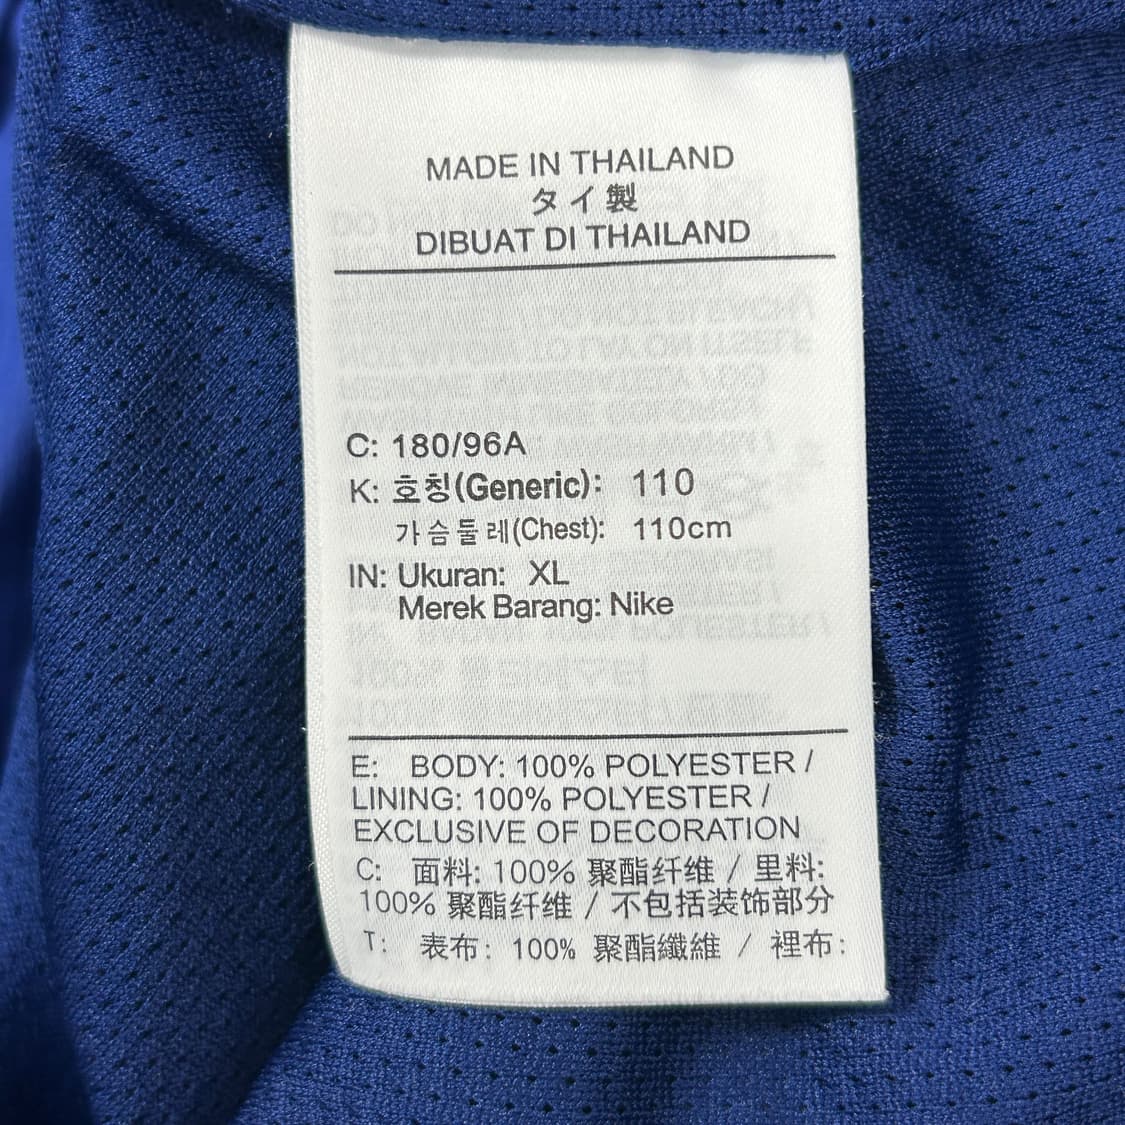 MADE IN THAILAND
タイ製
DIBUAT DI THAILAND
C: 180/96A
K: 호칭(Generic): 110
가슴둘레(Chest): 110cm
IN: Ukuran: XL
Merek Barang: Nike
E: BODY: 100% POLYESTER /
LINING: 100% POLYESTER /
EXCLUSIVE OF DECORATION
C: 面料: 100% 聚酯纤维 / 里料:
100% 聚酯纤维 / 不包括装饰部分
T: 表布: 100% 聚酯纖維 / 裡布: